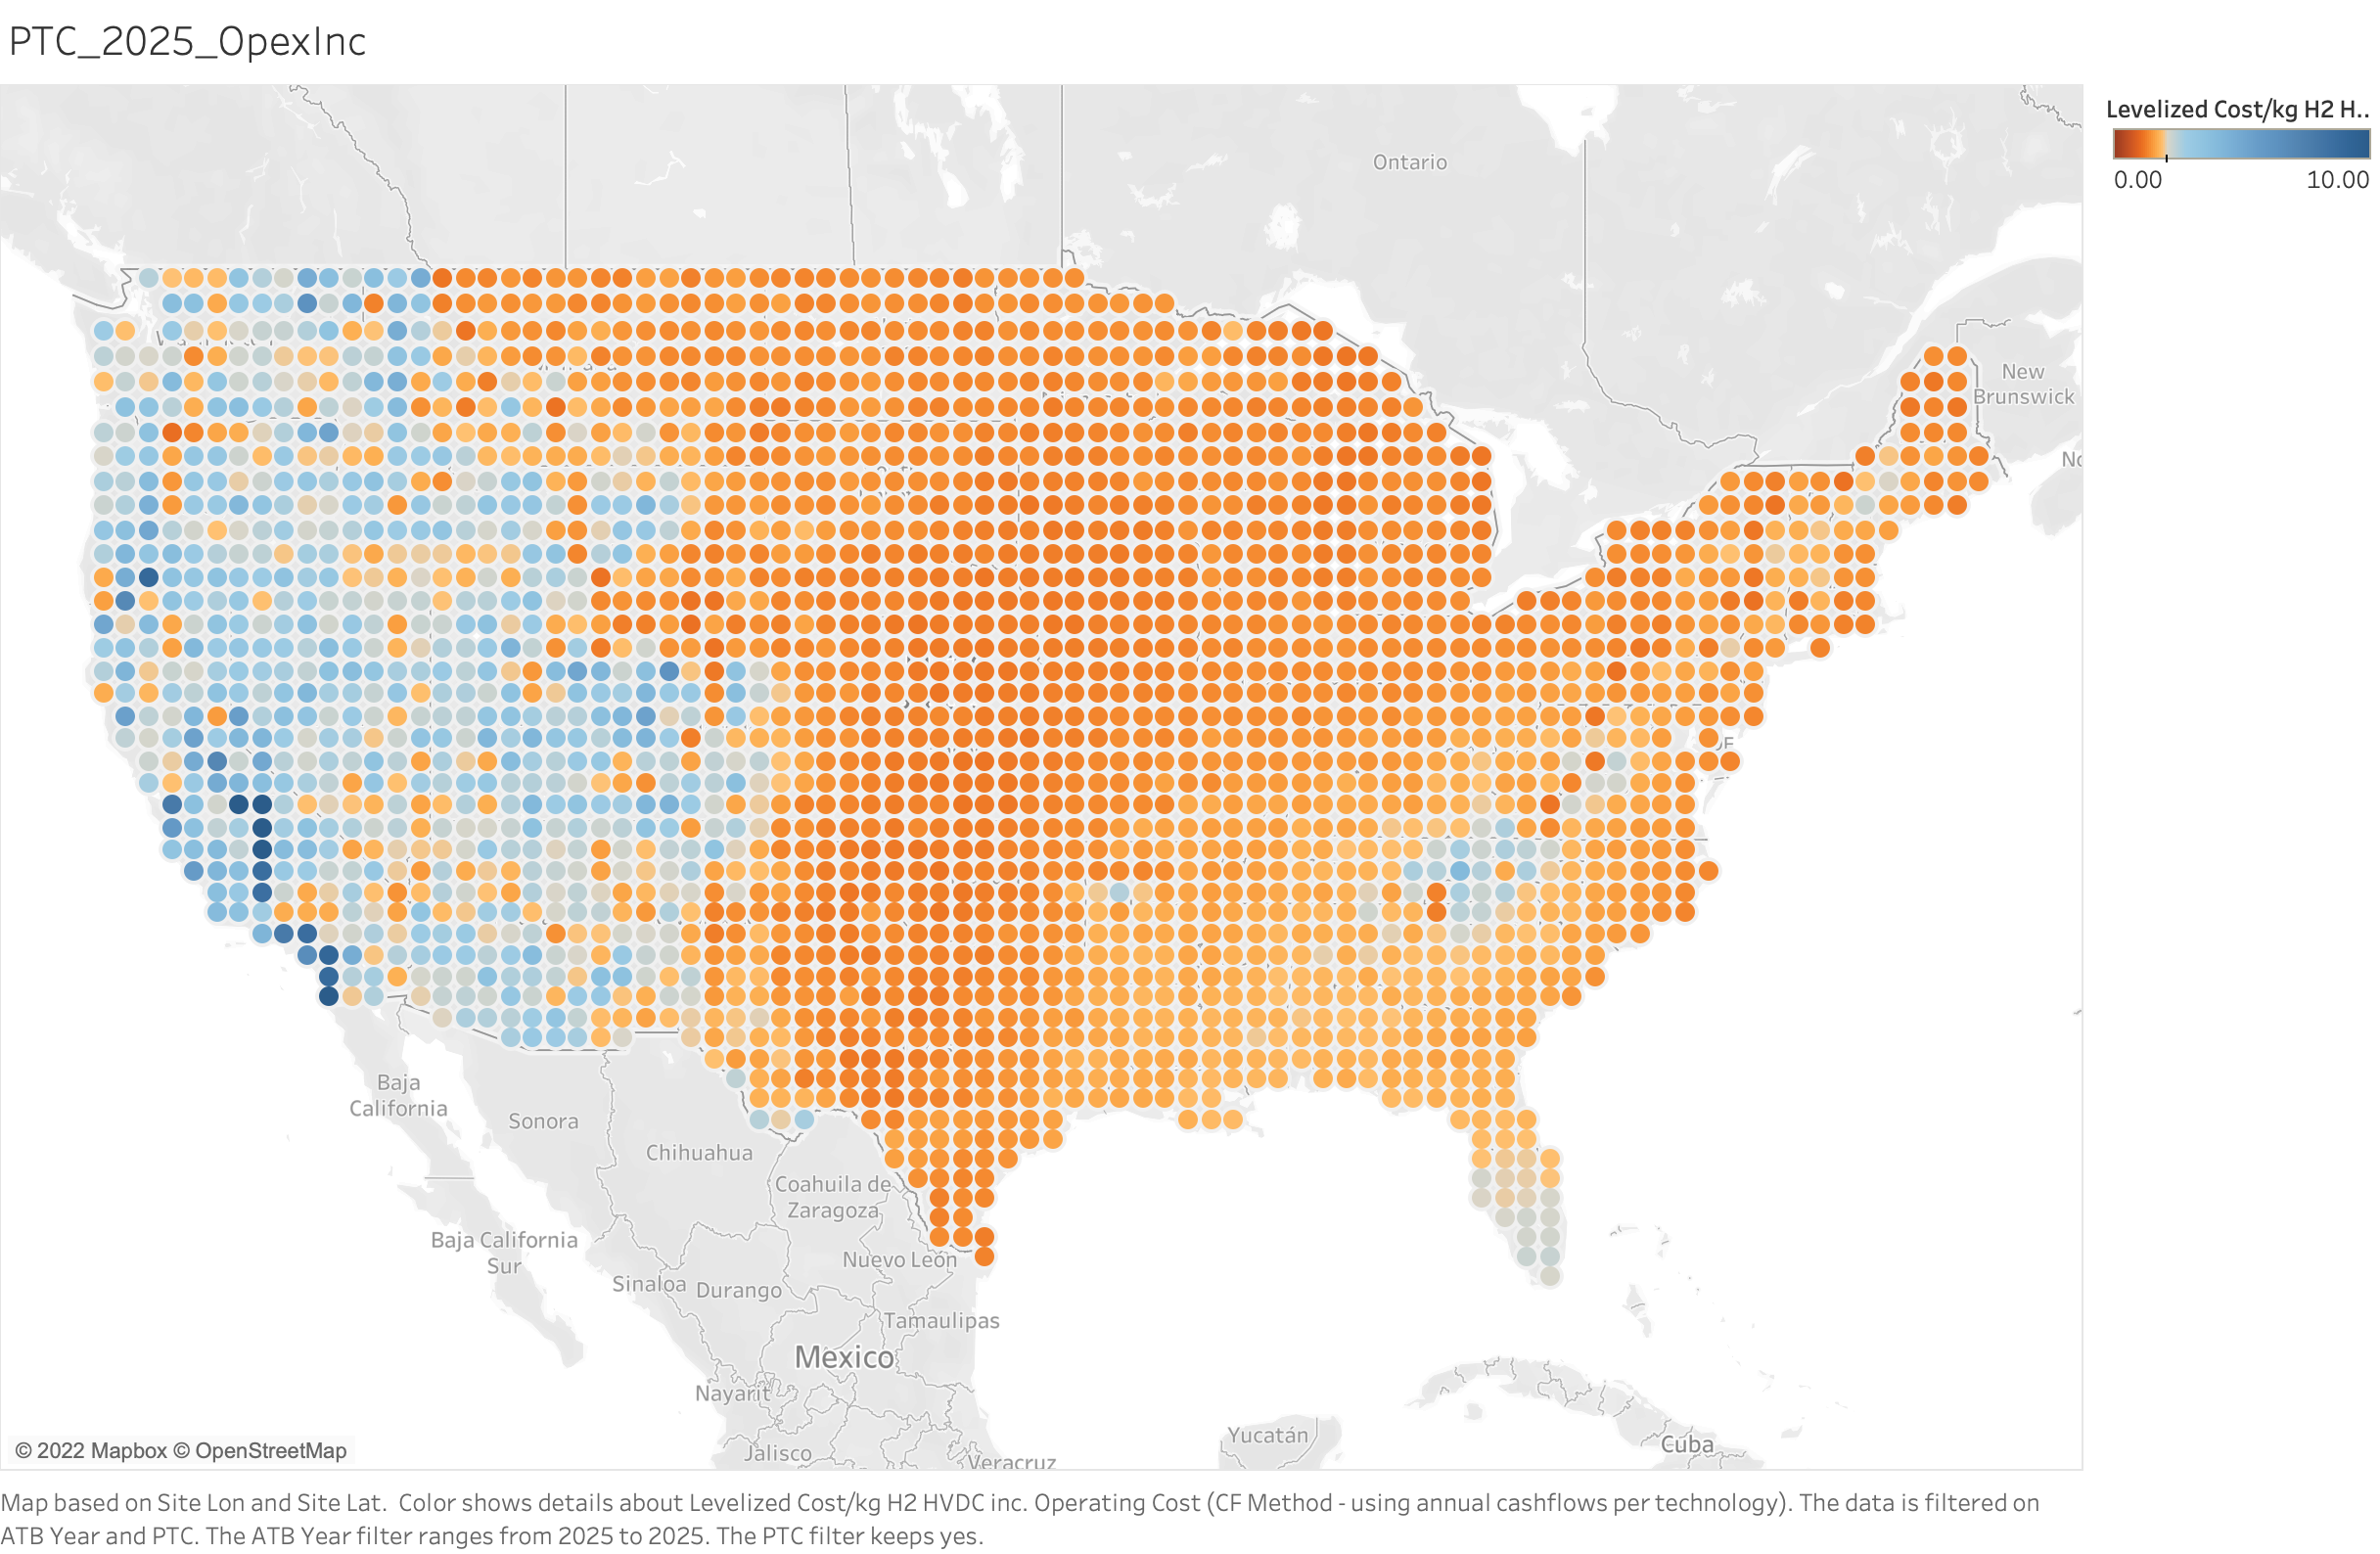 PTC_2025_OpexInc
Levelized Cost/kg H2 H..
0.00 10.00
Ontario
New
Brunswick
No
Baja
California
Sonora
Chihuahua
Coahuila de
Zaragoza
Baja California
Sur
Nuevo León
Sinaloa
Durango
Tamaulipas
Mexico
Nayarit
Jalisco
Veracruz
Yucatán
Cuba
© 2022 Mapbox © OpenStreetMap
Map based on Site Lon and Site Lat. Color shows details about Levelized Cost/kg H2 HVDC inc. Operating Cost (CF Method - using annual cashflows per technology). The data is filtered on
ATB Year and PTC. The ATB Year filter ranges from 2025 to 2025. The PTC filter keeps yes.